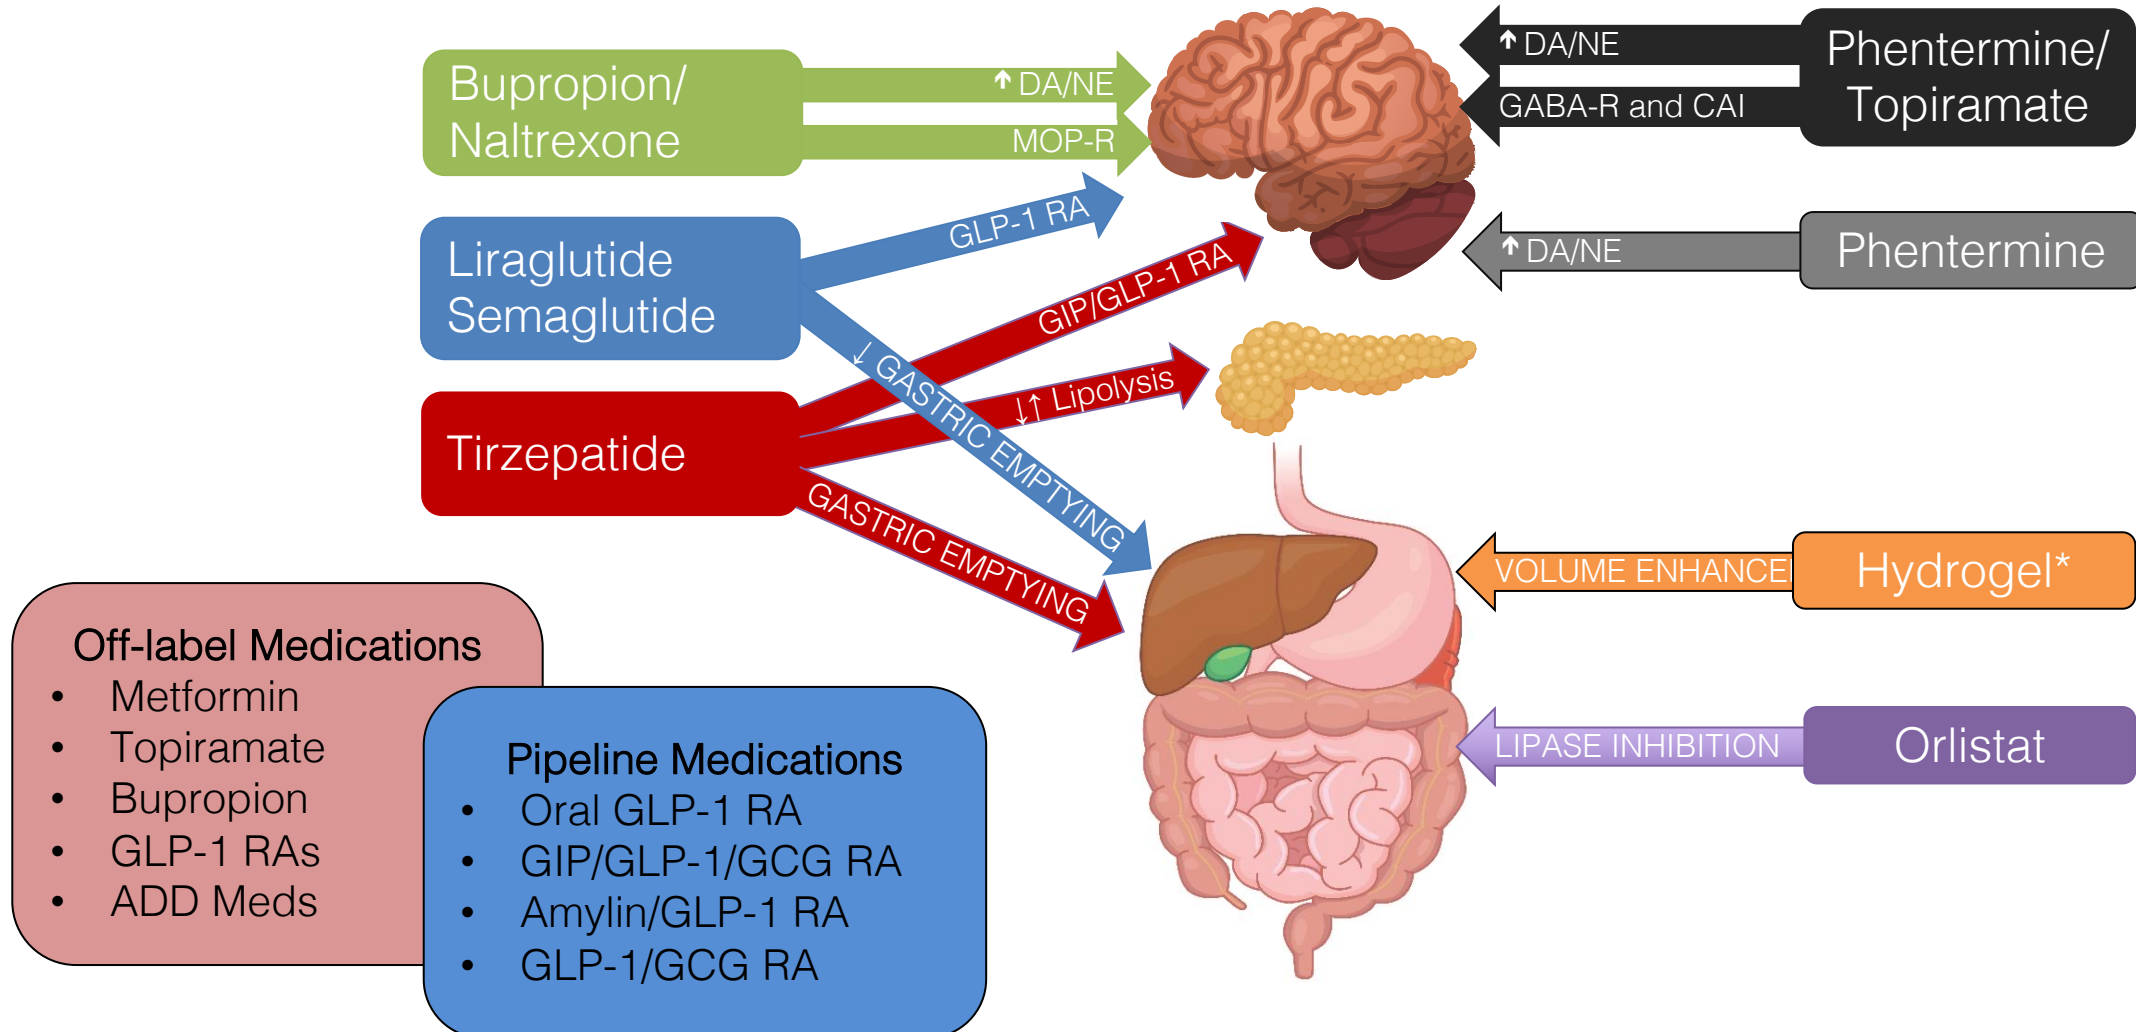 Bupropion/
Naltrexone
↑ DA/NE
MOP-R
Liraglutide
Semaglutide
GLP-1 RA
↓ GASTRIC EMPTYING
Tirzepatide
GIP/GLP-1 RA
↓↑ Lipolysis
GASTRIC EMPTYING
Phentermine/
Topiramate
↑ DA/NE
GABA-R and CAI
Phentermine
↑ DA/NE
Hydrogel*
VOLUME ENHANCE
Orlistat
LIPASE INHIBITION
Off-label Medications
• Metformin
• Topiramate
• Bupropion
• GLP-1 RAs
• ADD Meds
Pipeline Medications
• Oral GLP-1 RA
• GIP/GLP-1/GCG RA
• Amylin/GLP-1 RA
• GLP-1/GCG RA